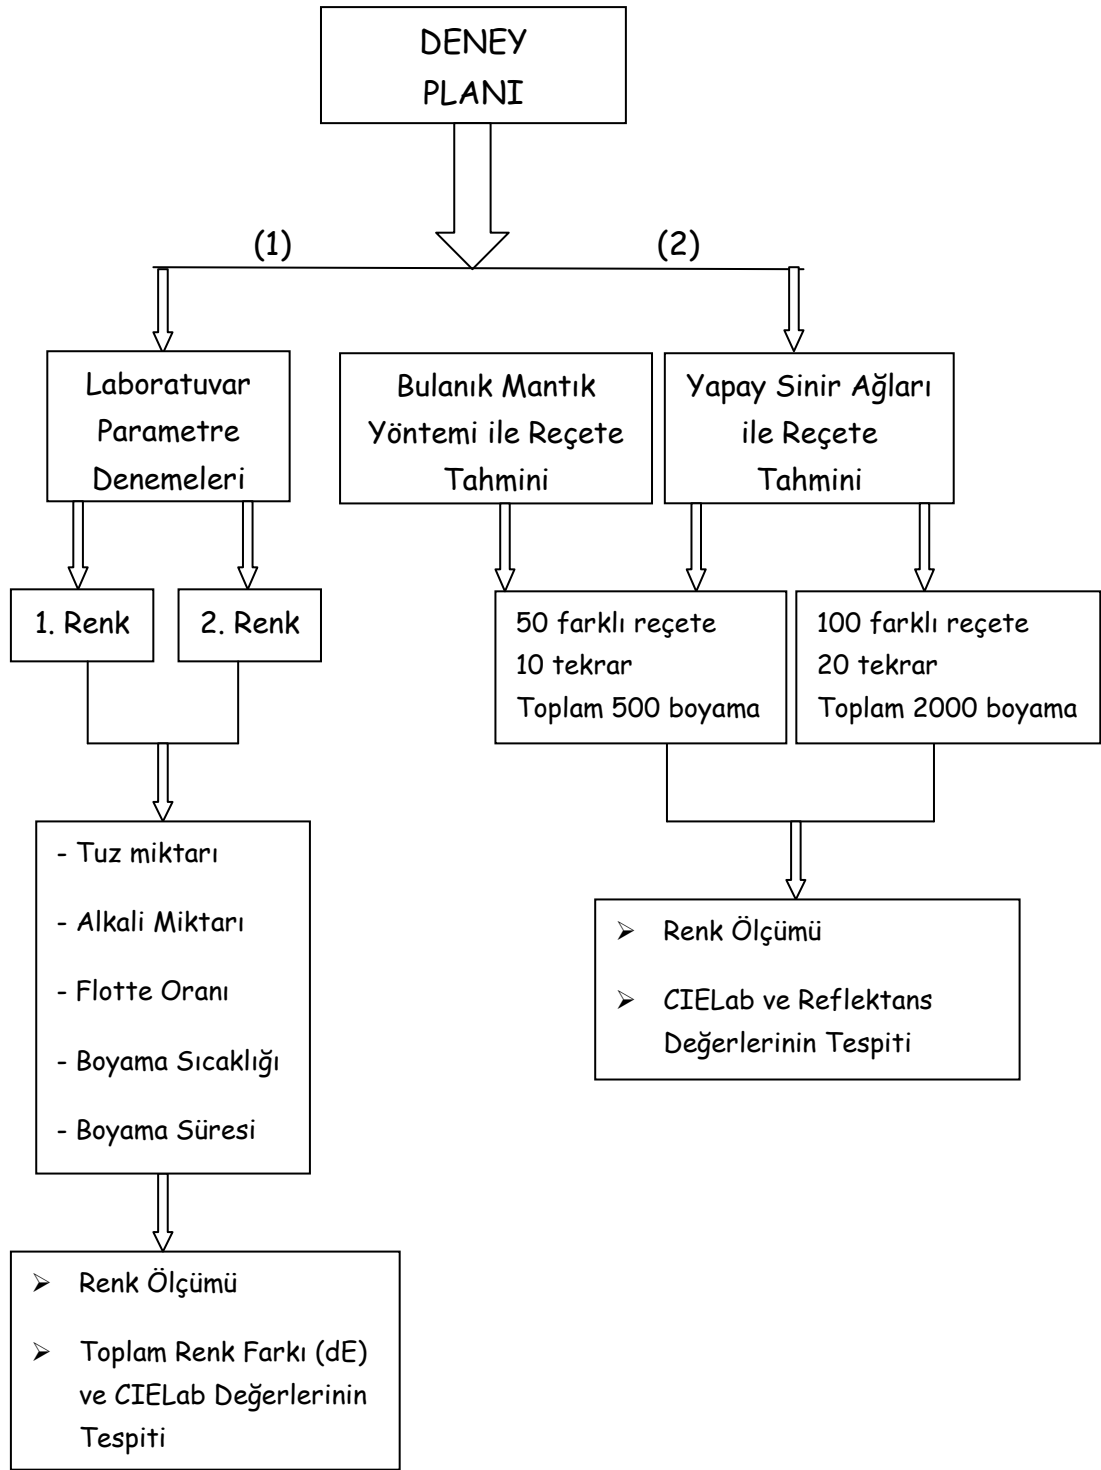 DENEY
PLANI
(1)
(2)
Laboratuvar
Parametre
Denemeleri
Bulanık Mantık
Yöntemi ile Reçete
Tahmini
Yapay Sinir Ağları
ile Reçete
Tahmini
1. Renk
2. Renk
50 farklı reçete
10 tekrar
Toplam 500 boyama
100 farklı reçete
20 tekrar
Toplam 2000 boyama
- Tuz miktarı
- Alkali Miktarı
- Flotte Oranı
- Boyama Sıcaklığı
- Boyama Süresi
➢ Renk Ölçümü
➢ CIELab ve Reflektans
Değerlerinin Tespiti
➢ Renk Ölçümü
➢ Toplam Renk Farkı (dE)
ve CIELab Değerlerinin
Tespiti